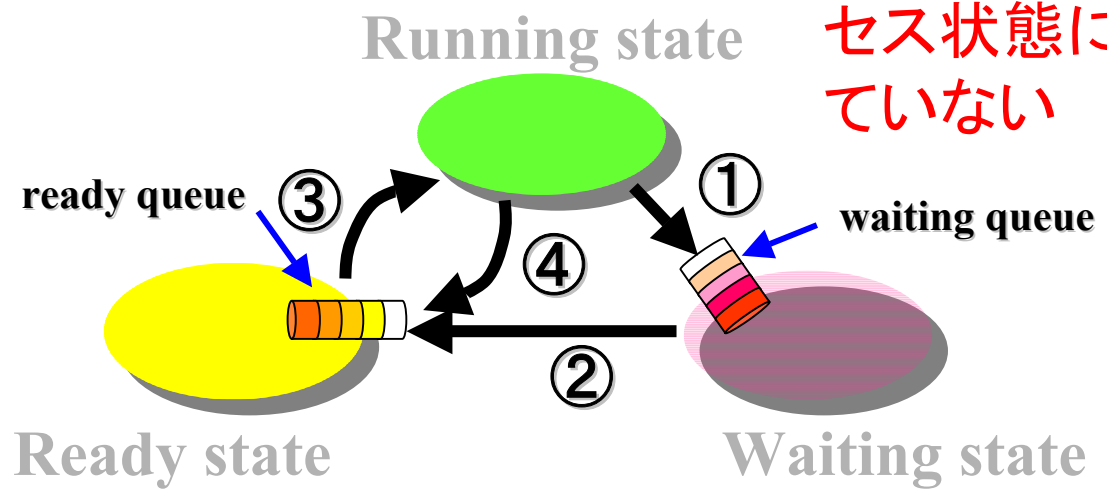 Running state
セス状態に
ていない
ready queue
③
①
waiting queue
④
②
Ready state
Waiting state